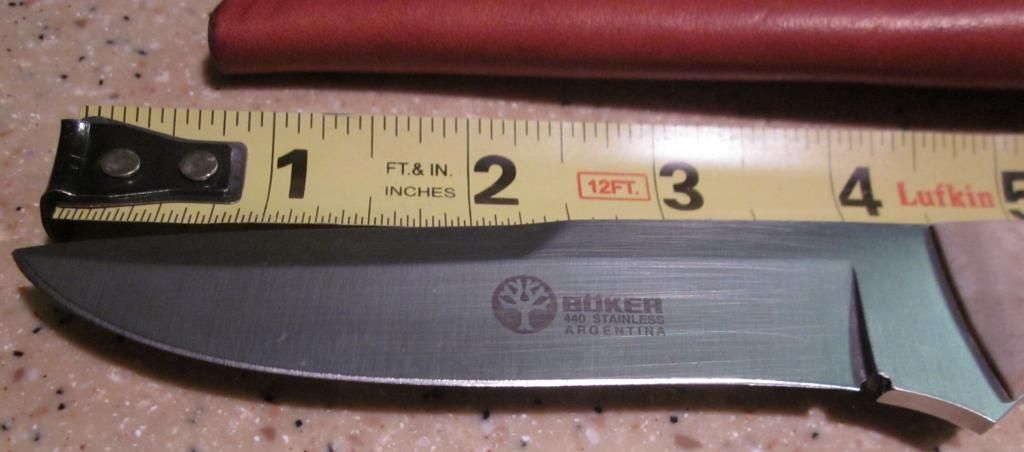 1 FT. & IN. 2 12FT. 3 4 Lufkin 5
INCHES
BÖKER
440 STAINLESS
ARGENTINA